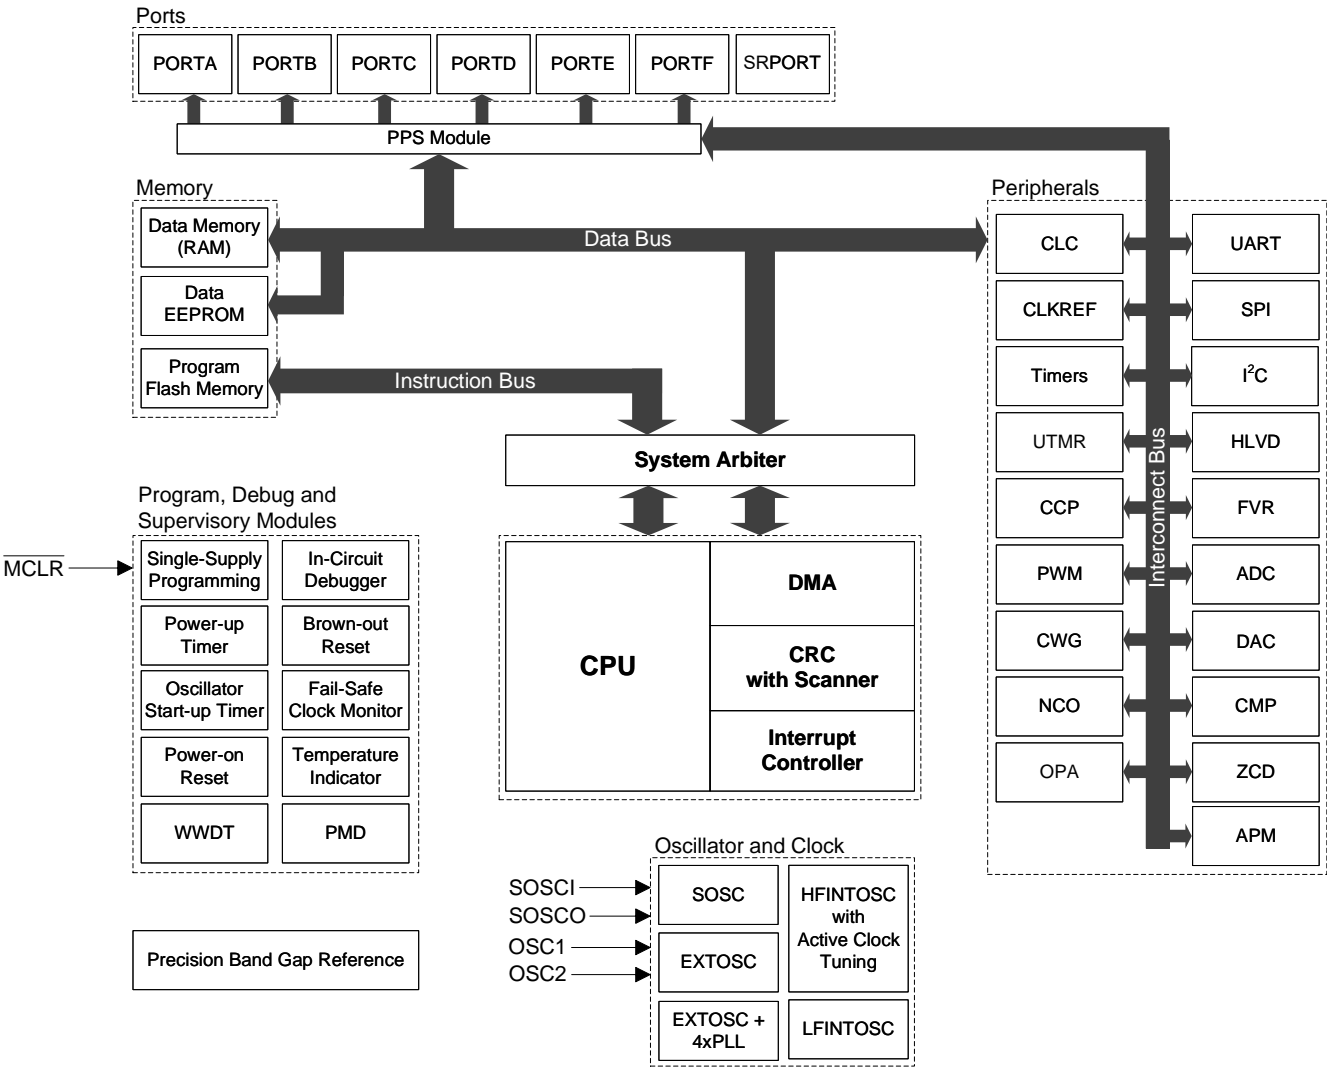 Ports
PORTA
PORTB
PORTC
PORTD
PORTE
PORTF
SRPORT
PPS Module
Memory
Data Memory
(RAM)
Data
EEPROM
Program
Flash Memory
Data Bus
Instruction Bus
System Arbiter
Peripherals
CLC
UART
CLKREF
SPI
Timers
I²C
UTMR
HLVD
CCP
FVR
PWM
ADC
CWG
DAC
NCO
CMP
OPA
ZCD
APM
Interconnect Bus
Program, Debug and
Supervisory Modules
MCLR
Single-Supply
Programming
In-Circuit
Debugger
Power-up
Timer
Brown-out
Reset
Oscillator
Start-up Timer
Fail-Safe
Clock Monitor
Power-on
Reset
Temperature
Indicator
WWDT
PMD
CPU
DMA
CRC
with Scanner
Interrupt
Controller
Oscillator and Clock
SOSCI
SOSCO
OSC1
OSC2
SOSC
HFINTOSC
with
Active Clock
Tuning
EXTOSC
EXTOSC +
4xPLL
LFINTOSC
Precision Band Gap Reference